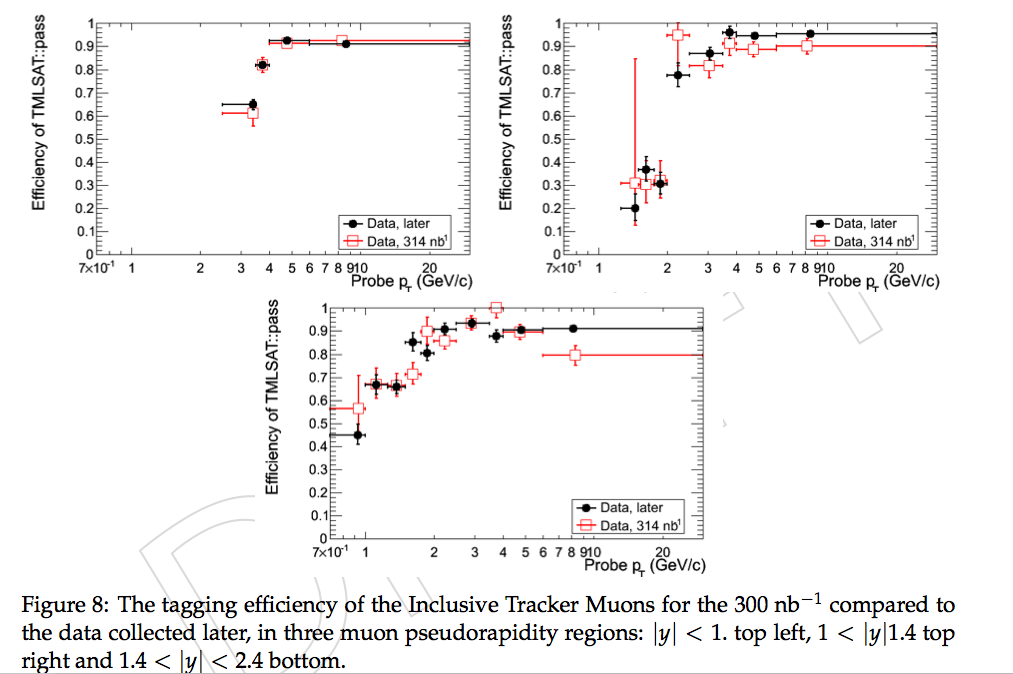 Efficiency of TMLSAT::pass
1
0.9
0.8
0.7
0.6
0.5
0.4
0.3
0.2
0.1
0
Data, later
Data, 314 nb¹
7×10⁻¹ 1 2 3 4 5 6 7 8 910 20
Probe p_T (GeV/c)
Efficiency of TMLSAT::pass
1
0.9
0.8
0.7
0.6
0.5
0.4
0.3
0.2
0.1
0
Data, later
Data, 314 nb¹
7×10⁻¹ 1 2 3 4 5 6 7 8 910 20
Probe p_T (GeV/c)
Efficiency of TMLSAT::pass
1
0.9
0.8
0.7
0.6
0.5
0.4
0.3
0.2
0.1
0
Data, later
Data, 314 nb¹
7×10⁻¹ 1 2 3 4 5 6 7 8 910 20
Probe p_T (GeV/c)
Figure 8: The tagging efficiency of the Inclusive Tracker Muons for the 300 nb⁻¹ compared to
the data collected later, in three muon pseudorapidity regions: |y| < 1. top left, 1 < |y|1.4 top
right and 1.4 < |y| < 2.4 bottom.